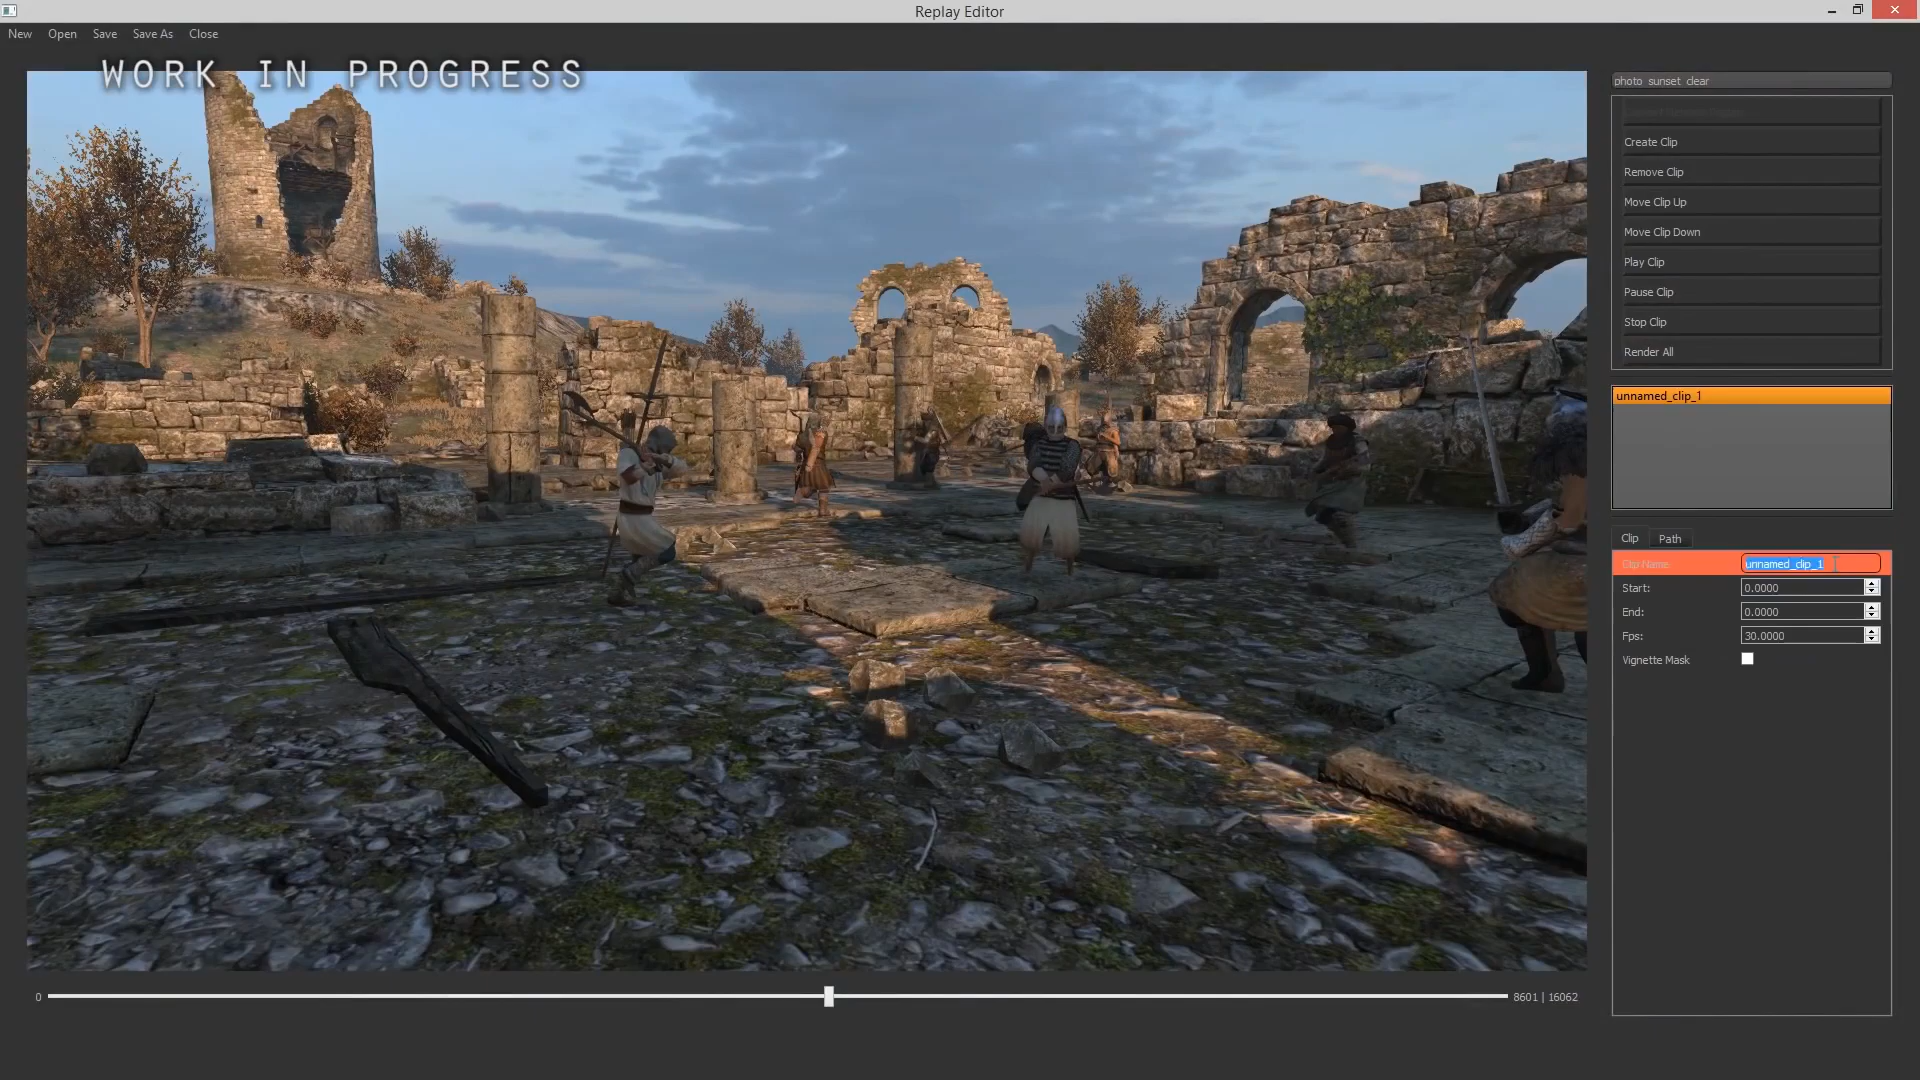 Replay Editor
New Open Save Save As Close
WORK IN PROGRESS
photo_sunset_clear
Create Clip
Remove Clip
Move Clip Up
Move Clip Down
Play Clip
Pause Clip
Stop Clip
Render All
unnamed_clip_1
Clip Path
Clip Name: unnamed_clip_1
Start: 0.0000
End: 0.0000
Fps: 30.0000
Vignette Mask
0 8601 | 16062